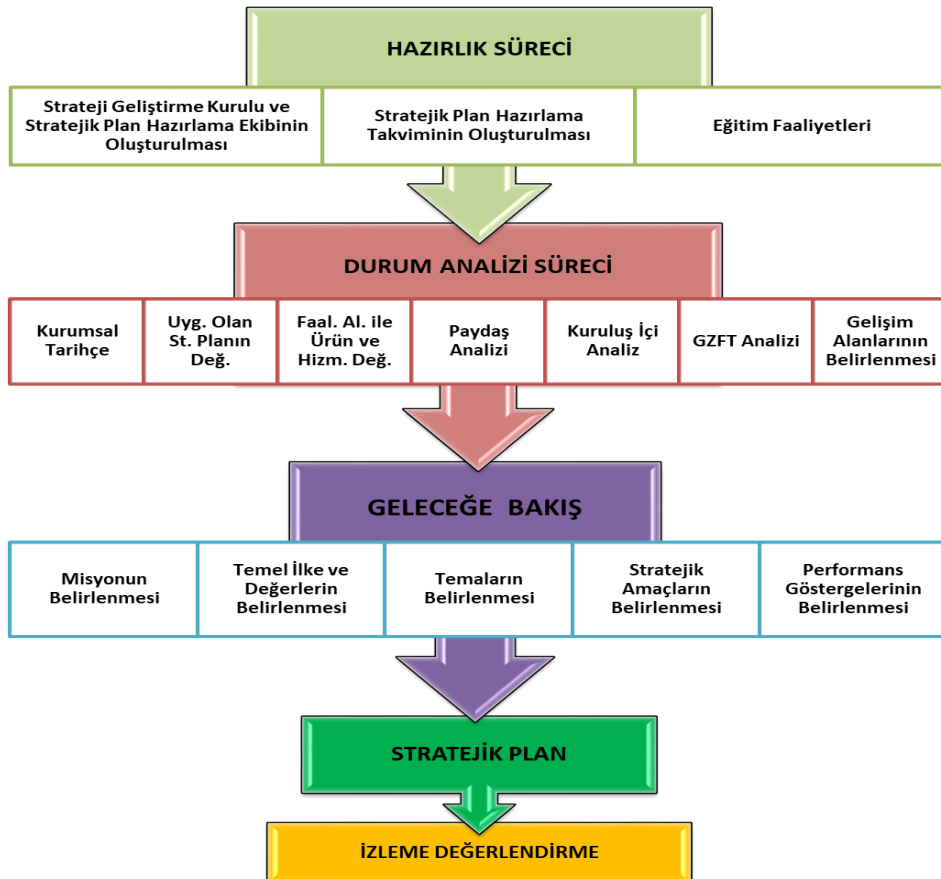 HAZIRLIK SÜRECİ
Strateji Geliştirme Kurulu ve
Stratejik Plan Hazırlama Ekibinin
Oluşturulması
Stratejik Plan Hazırlama
Takviminin Oluşturulması
Eğitim Faaliyetleri
DURUM ANALİZİ SÜRECİ
Kurumsal
Tarihçe
Uyg. Olan
St. Planın
Değ.
Faal. Al. ile
Ürün ve
Hizm. Değ.
Paydaş
Analizi
Kuruluş İçi
Analiz
GZFT Analizi
Gelişim
Alanlarının
Belirlenmesi
GELECEĞE BAKIŞ
Misyonun
Belirlenmesi
Temel İlke ve
Değerlerin
Belirlenmesi
Temaların
Belirlenmesi
Stratejik
Amaçların
Belirlenmesi
Performans
Göstergelerinin
Belirlenmesi
STRATEJİK PLAN
İZLEME DEĞERLENDİRME